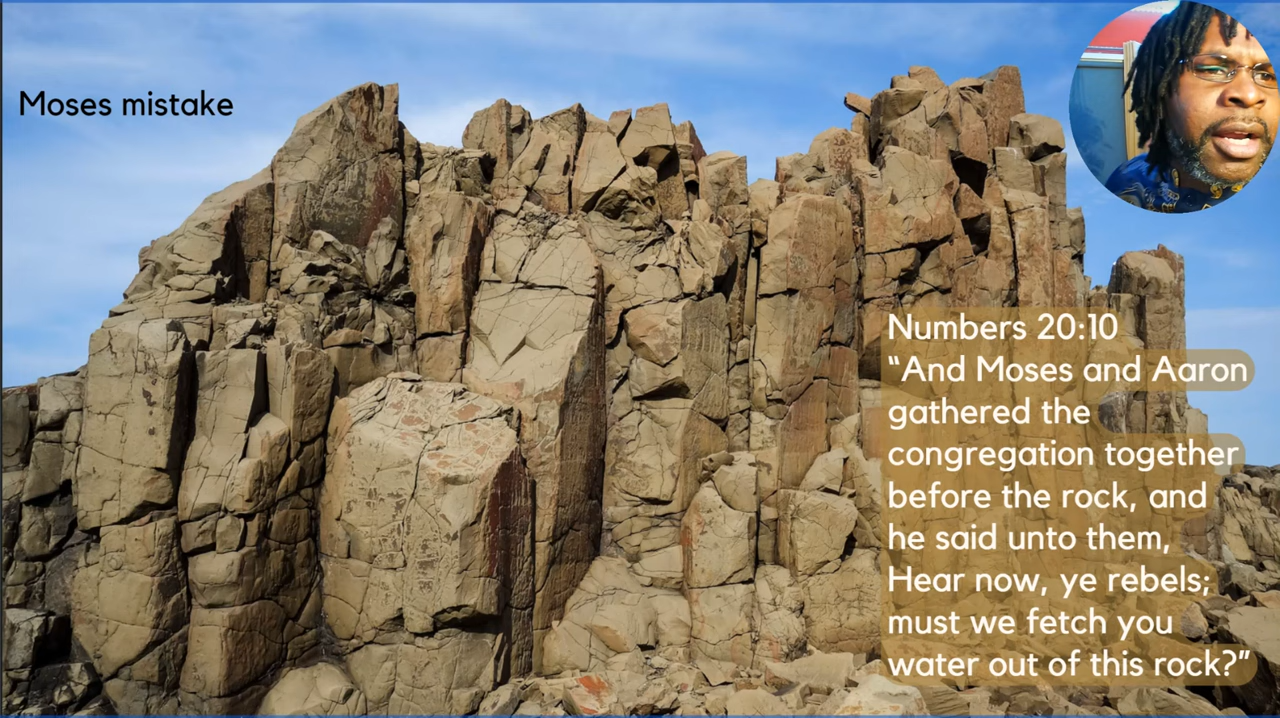 Moses mistake
Numbers 20:10
“And Moses and Aaron
gathered the
congregation together
before the rock, and
he said unto them,
Hear now, ye rebels;
must we fetch you
water out of this rock?”